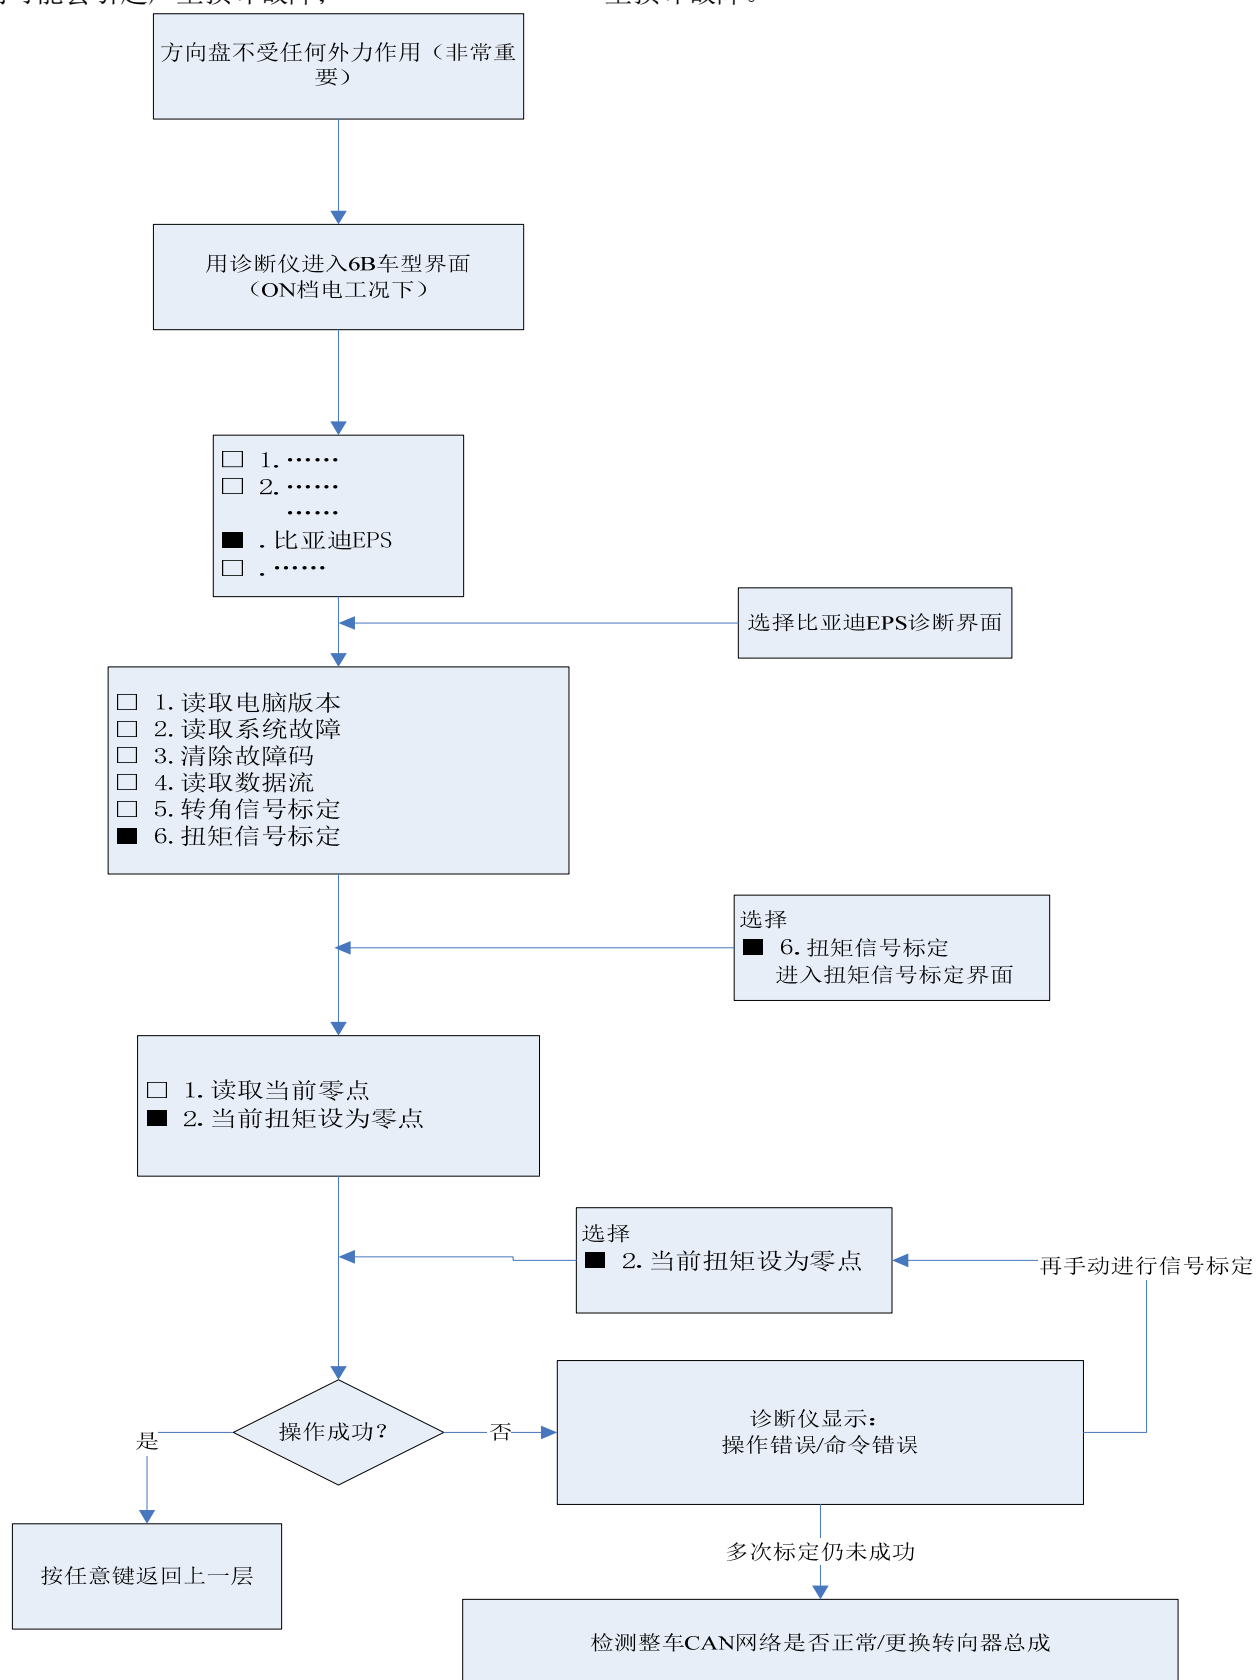 方向盘不受任何外力作用（非常重
要）
用诊断仪进入6B车型界面
（ON档电工况下）
□ 1.……
□ 2.……
……
■ .比亚迪EPS
□ .……
选择比亚迪EPS诊断界面
□ 1.读取电脑版本
□ 2.读取系统故障
□ 3.清除故障码
□ 4.读取数据流
□ 5.转角信号标定
■ 6.扭矩信号标定
选择
■ 6.扭矩信号标定
进入扭矩信号标定界面
□ 1.读取当前零点
■ 2.当前扭矩设为零点
选择
■ 2.当前扭矩设为零点
再手动进行信号标定
操作成功？
是
否
诊断仪显示：
操作错误/命令错误
按任意键返回上一层
多次标定仍未成功
检测整车CAN网络是否正常/更换转向器总成